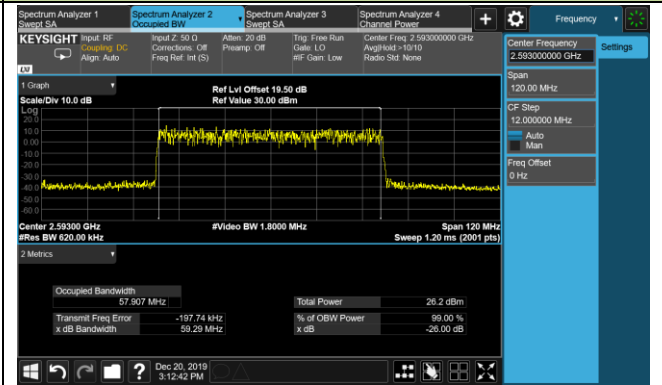 Spectrum Analyzer 1
Swept SA
Spectrum Analyzer 2
Occupied BW
Spectrum Analyzer 3
Swept SA
Spectrum Analyzer 4
Channel Power
+
Frequency
KEYSIGHT
Input: RF
Coupling: DC
Align: Auto
Input Z: 50 Ω
Corrections: Off
Freq Ref: Int (S)
Atten: 20 dB
Preamp: Off
Trig: Free Run
Gate: LO
#IF Gain: Low
Center Freq: 2.593000000 GHz
Avg|Hold:>10/10
Radio Std: None
LXI
Center Frequency
2.593000000 GHz
Settings
Span
120.00 MHz
CF Step
12.000000 MHz
Auto
Man
Freq Offset
0 Hz
1 Graph
Scale/Div 10.0 dB
Ref Lvl Offset 19.50 dB
Ref Value 30.00 dBm
Log
20.0
10.0
0.00
-10.0
-20.0
-30.0
-40.0
-50.0
-60.0
Center 2.59300 GHz
#Video BW 1.8000 MHz
Span 120 MHz
#Res BW 620.00 kHz
Sweep 1.20 ms (2001 pts)
2 Metrics
Occupied Bandwidth
57.907 MHz
Total Power 26.2 dBm
Transmit Freq Error -197.74 kHz
% of OBW Power 99.00 %
x dB Bandwidth 59.29 MHz
x dB -26.00 dB
?
Dec 20, 2019
3:12:42 PM